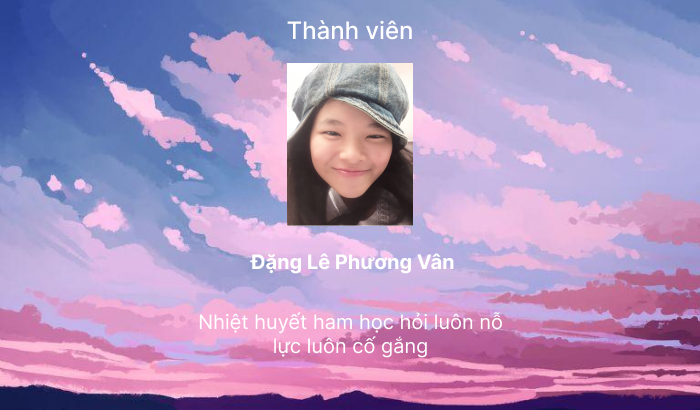 Thành viên
Đặng Lê Phương Vân
Nhiệt huyết ham học hỏi luôn nỗ
lực luôn cố gắng